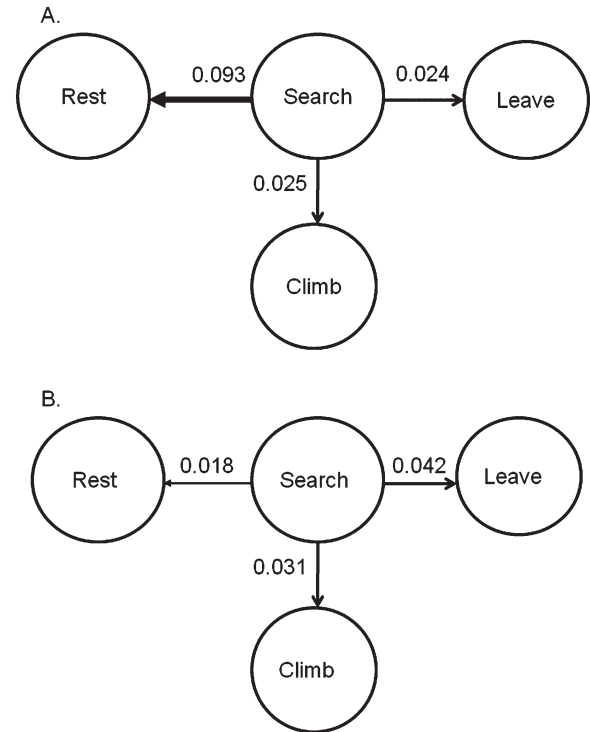 A.
0.093
0.024
Rest
Search
Leave
0.025
Climb
B.
0.018
0.042
Rest
Search
Leave
0.031
Climb